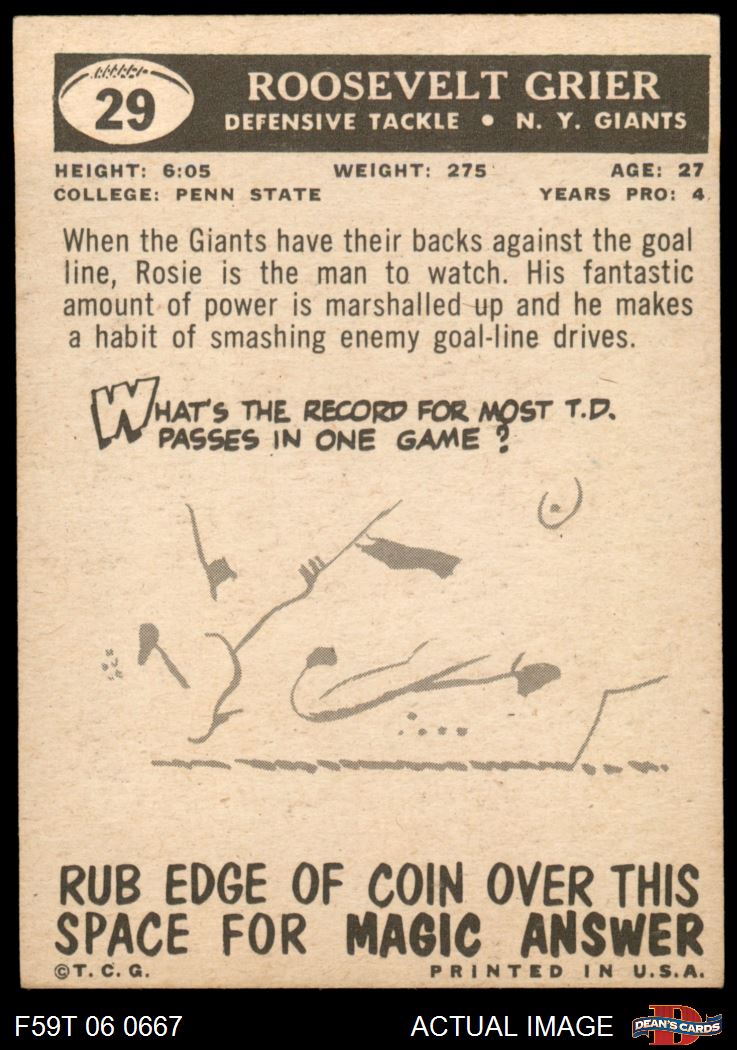 29
ROOSEVELT GRIER
DEFENSIVE TACKLE • N. Y. GIANTS
HEIGHT: 6:05 WEIGHT: 275 AGE: 27
COLLEGE: PENN STATE YEARS PRO: 4
When the Giants have their backs against the goal
line, Rosie is the man to watch. His fantastic
amount of power is marshalled up and he makes
a habit of smashing enemy goal-line drives.
WHAT'S THE RECORD FOR MOST T.D.
PASSES IN ONE GAME?
RUB EDGE OF COIN OVER THIS
SPACE FOR MAGIC ANSWER
©T. C. G. PRINTED IN U.S.A.
F59T 06 0667 ACTUAL IMAGE D DEAN'S CARDS